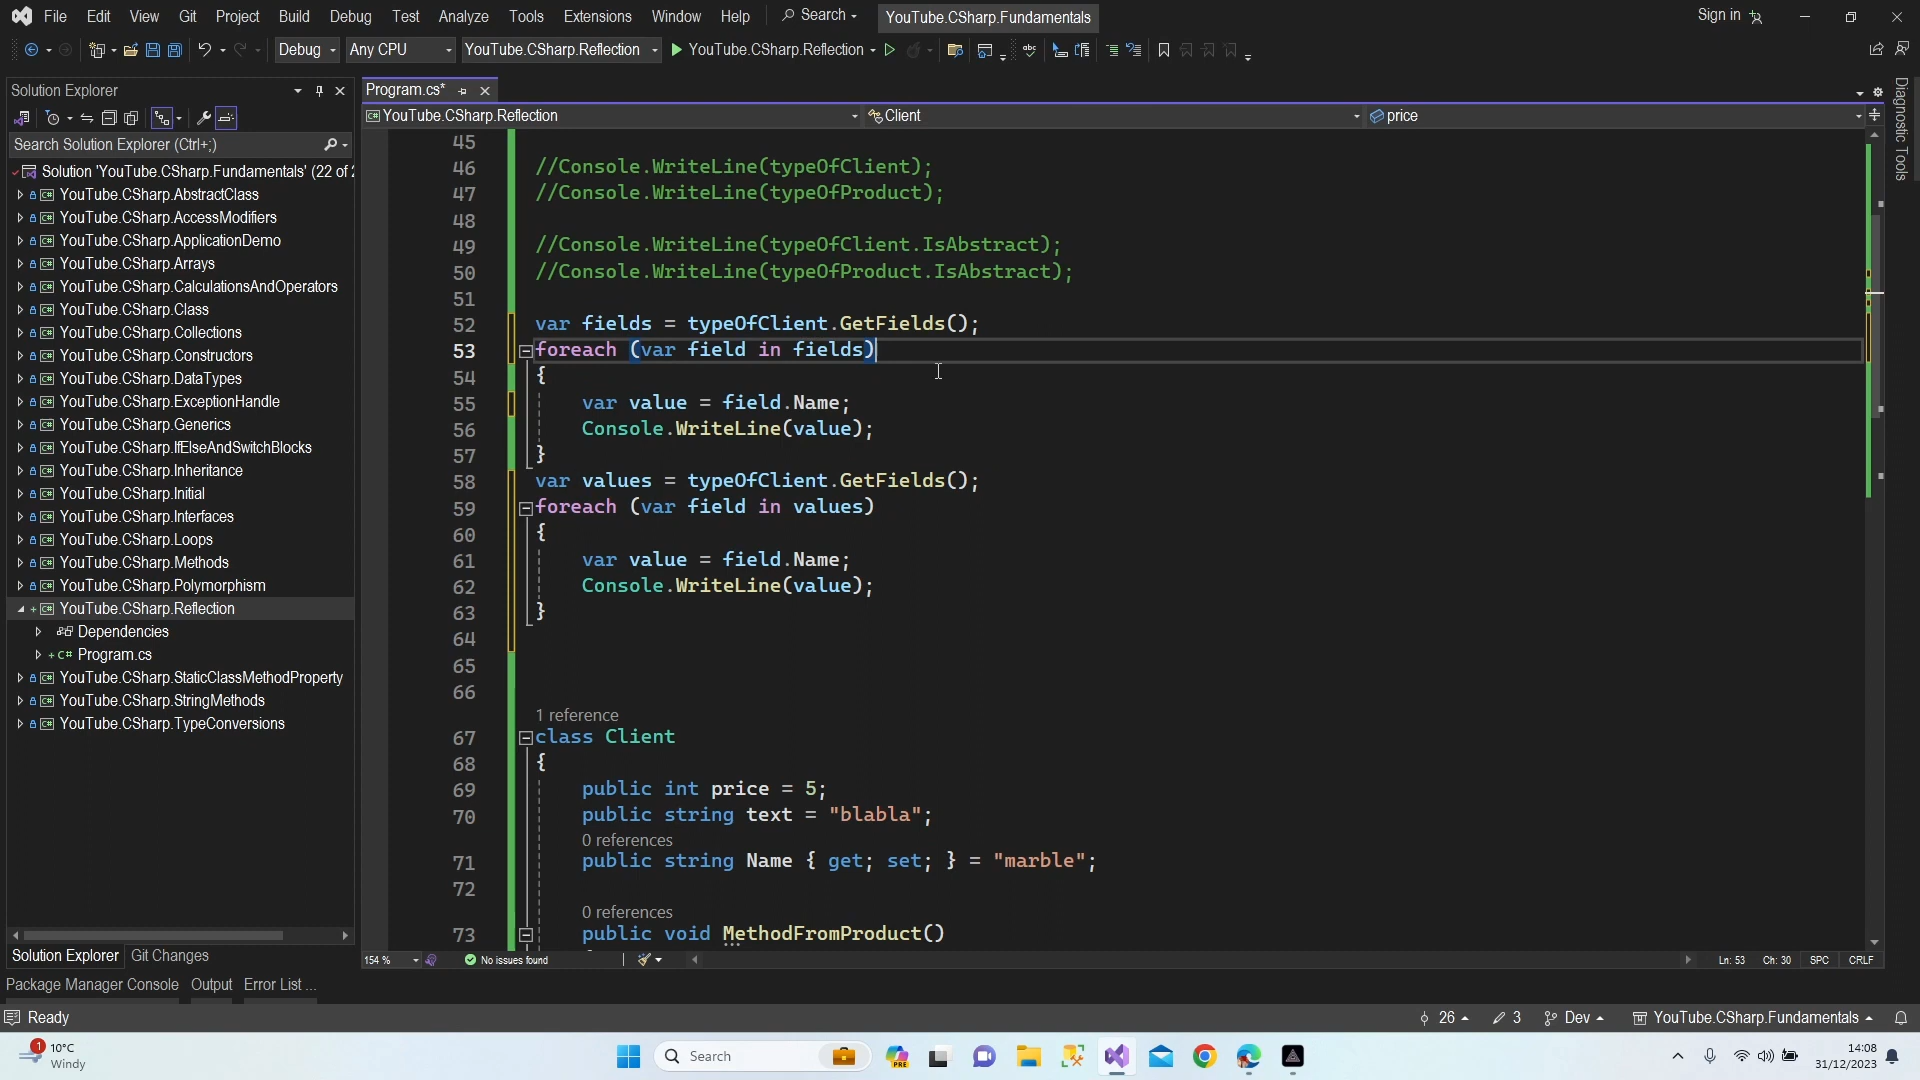 File Edit View Git Project Build Debug Test Analyze Tools Extensions Window Help Search YouTube.CSharp.Fundamentals Sign in
Debug Any CPU YouTube.CSharp.Reflection YouTube.CSharp.Reflection
Solution Explorer
Search Solution Explorer (Ctrl+;)
Solution 'YouTube.CSharp.Fundamentals' (22 of 2
YouTube.CSharp.AbstractClass
YouTube.CSharp.AccessModifiers
YouTube.CSharp.ApplicationDemo
YouTube.CSharp.Arrays
YouTube.CSharp.CalculationsAndOperators
YouTube.CSharp.Class
YouTube.CSharp.Collections
YouTube.CSharp.Constructors
YouTube.CSharp.DataTypes
YouTube.CSharp.ExceptionHandle
YouTube.CSharp.Generics
YouTube.CSharp.IfElseAndSwitchBlocks
YouTube.CSharp.Inheritance
YouTube.CSharp.Initial
YouTube.CSharp.Interfaces
YouTube.CSharp.Loops
YouTube.CSharp.Methods
YouTube.CSharp.Polymorphism
YouTube.CSharp.Reflection
Dependencies
C# Program.cs
YouTube.CSharp.StaticClassMethodProperty
YouTube.CSharp.StringMethods
YouTube.CSharp.TypeConversions
Solution Explorer Git Changes
Program.cs*
YouTube.CSharp.Reflection Client price
45
46 //Console.WriteLine(typeOfClient);
47 //Console.WriteLine(typeOfProduct);
48
49 //Console.WriteLine(typeOfClient.IsAbstract);
50 //Console.WriteLine(typeOfProduct.IsAbstract);
51
52 var fields = typeOfClient.GetFields();
53 foreach (var field in fields)
54 {
55 var value = field.Name;
56 Console.WriteLine(value);
57 }
58 var values = typeOfClient.GetFields();
59 foreach (var field in values)
60 {
61 var value = field.Name;
62 Console.WriteLine(value);
63 }
64
65
66
1 reference
67 class Client
68 {
69 public int price = 5;
70 public string text = "blabla";
0 references
71 public string Name { get; set; } = "marble";
72
0 references
73 public void MethodFromProduct()
154 % No issues found Ln: 53 Ch: 30 SPC CRLF
Diagnostic Tools
Package Manager Console Output Error List ...
Ready 26 3 Dev YouTube.CSharp.Fundamentals
1 10°C
Windy
Search
PRE
14:08
31/12/2023